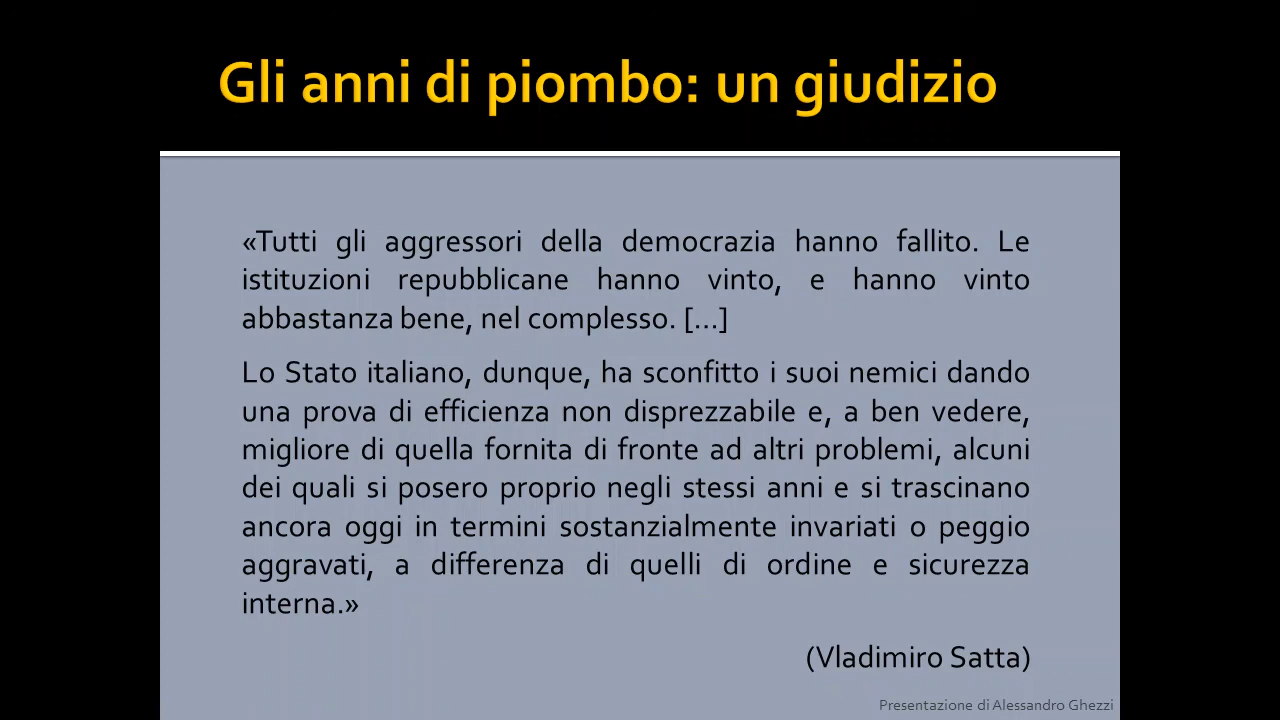 Gli anni di piombo: un giudizio
«Tutti gli aggressori della democrazia hanno fallito. Le
istituzioni repubblicane hanno vinto, e hanno vinto
abbastanza bene, nel complesso. [...]
Lo Stato italiano, dunque, ha sconfitto i suoi nemici dando
una prova di efficienza non disprezzabile e, a ben vedere,
migliore di quella fornita di fronte ad altri problemi, alcuni
dei quali si posero proprio negli stessi anni e si trascinano
ancora oggi in termini sostanzialmente invariati o peggio
aggravati, a differenza di quelli di ordine e sicurezza
interna.»
(Vladimiro Satta)
Presentazione di Alessandro Ghezzi